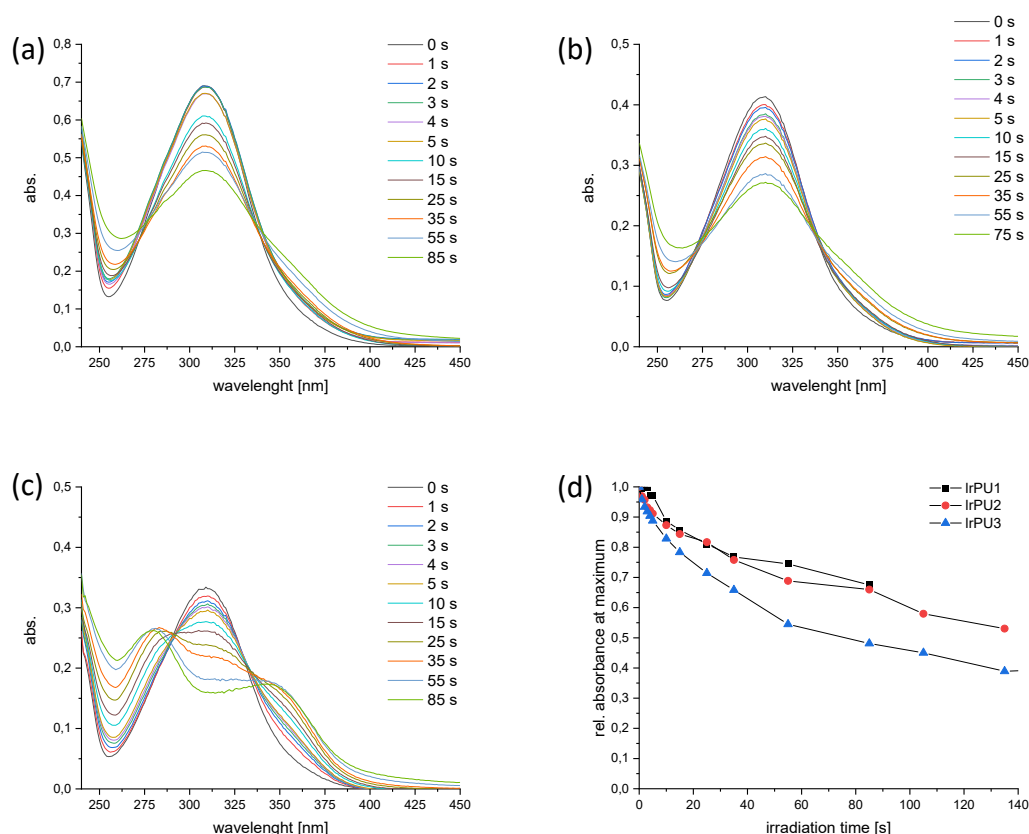 (a)
0,8
0,7
0,6
0,5
0,4
0,3
0,2
0,1
0,0
abs.
250 275 300 325 350 375 400 425 450
wavelenght [nm]
0 s
1 s
2 s
3 s
4 s
5 s
10 s
15 s
25 s
35 s
55 s
85 s
(b)
0,5
0,4
0,3
0,2
0,1
0,0
abs.
250 275 300 325 350 375 400 425 450
wavelenght [nm]
0 s
1 s
2 s
3 s
4 s
5 s
10 s
15 s
25 s
35 s
55 s
75 s
(c)
0,5
0,4
0,3
0,2
0,1
0,0
abs.
250 275 300 325 350 375 400 425 450
wavelenght [nm]
0 s
1 s
2 s
3 s
4 s
5 s
10 s
15 s
25 s
35 s
55 s
85 s
(d)
1,0
0,9
0,8
0,7
0,6
0,5
0,4
0,3
0,2
0,1
0,0
rel. absorbance at maximum
0 20 40 60 80 100 120 140
irradiation time [s]
IrPU1
IrPU2
IrPU3